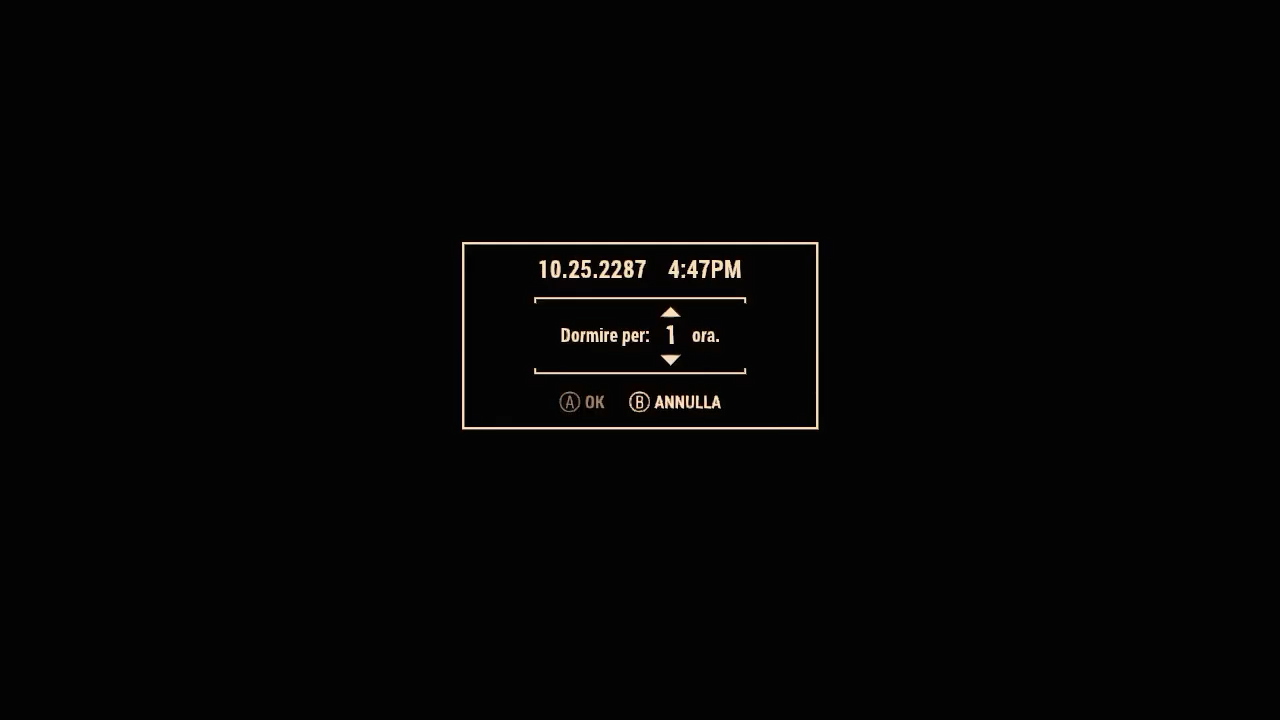 10.25.2287 4:47PM
Dormire per: 1 ora.
Ⓐ OK Ⓑ ANNULLA